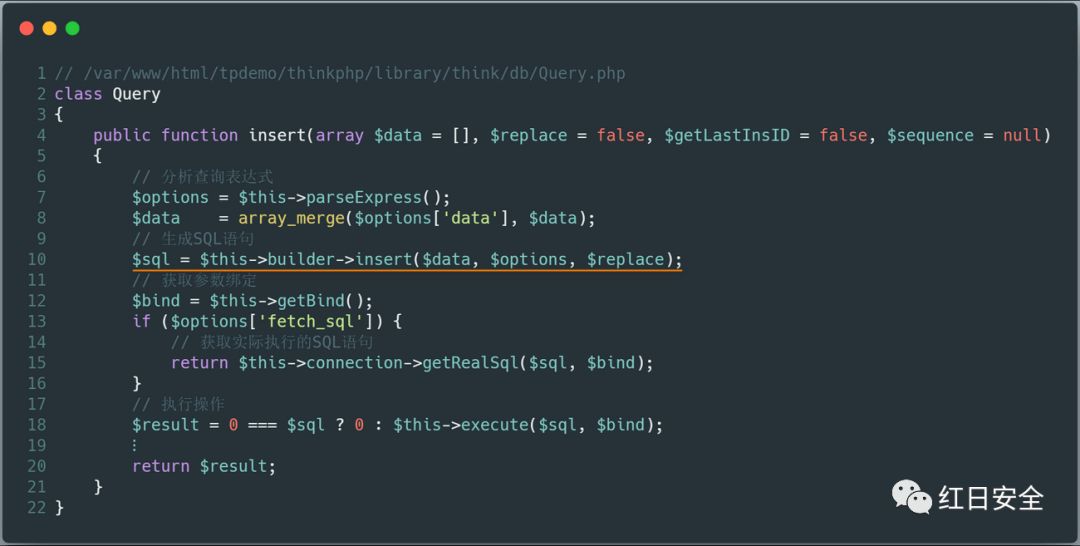 1 // /var/www/html/tpdemo/thinkphp/library/think/db/Query.php
2 class Query
3 {
4     public function insert(array $data = [], $replace = false, $getLastInsID = false, $sequence = null)
5     {
6         // 分析查询表达式
7         $options = $this->parseExpress();
8         $data    = array_merge($options['data'], $data);
9         // 生成SQL语句
10         $sql = $this->builder->insert($data, $options, $replace);
11         // 获取参数绑定
12         $bind = $this->getBind();
13         if ($options['fetch_sql']) {
14             // 获取实际执行的SQL语句
15             return $this->connection->getRealSql($sql, $bind);
16         }
17         // 执行操作
18         $result = 0 === $sql ? 0 : $this->execute($sql, $bind);
19         ⋮
20         return $result;
21     }
22 }
红日安全